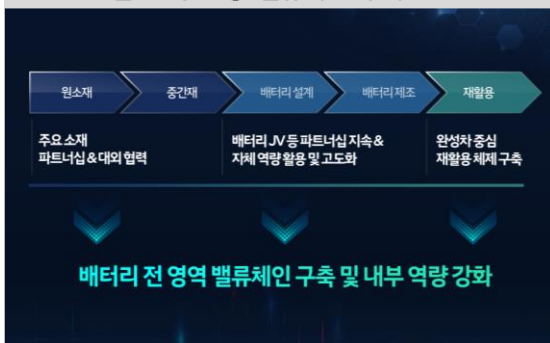 원소재
중간재
배터리 설계
배터리 제조
재활용
주요 소재
파트너십 & 대외 협력
배터리 JV 등 파트너십 지속 &
자체 역량 활용 및 고도화
완성차 중심
재활용 체제 구축
배터리 전 영역 밸류체인 구축 및 내부 역량 강화